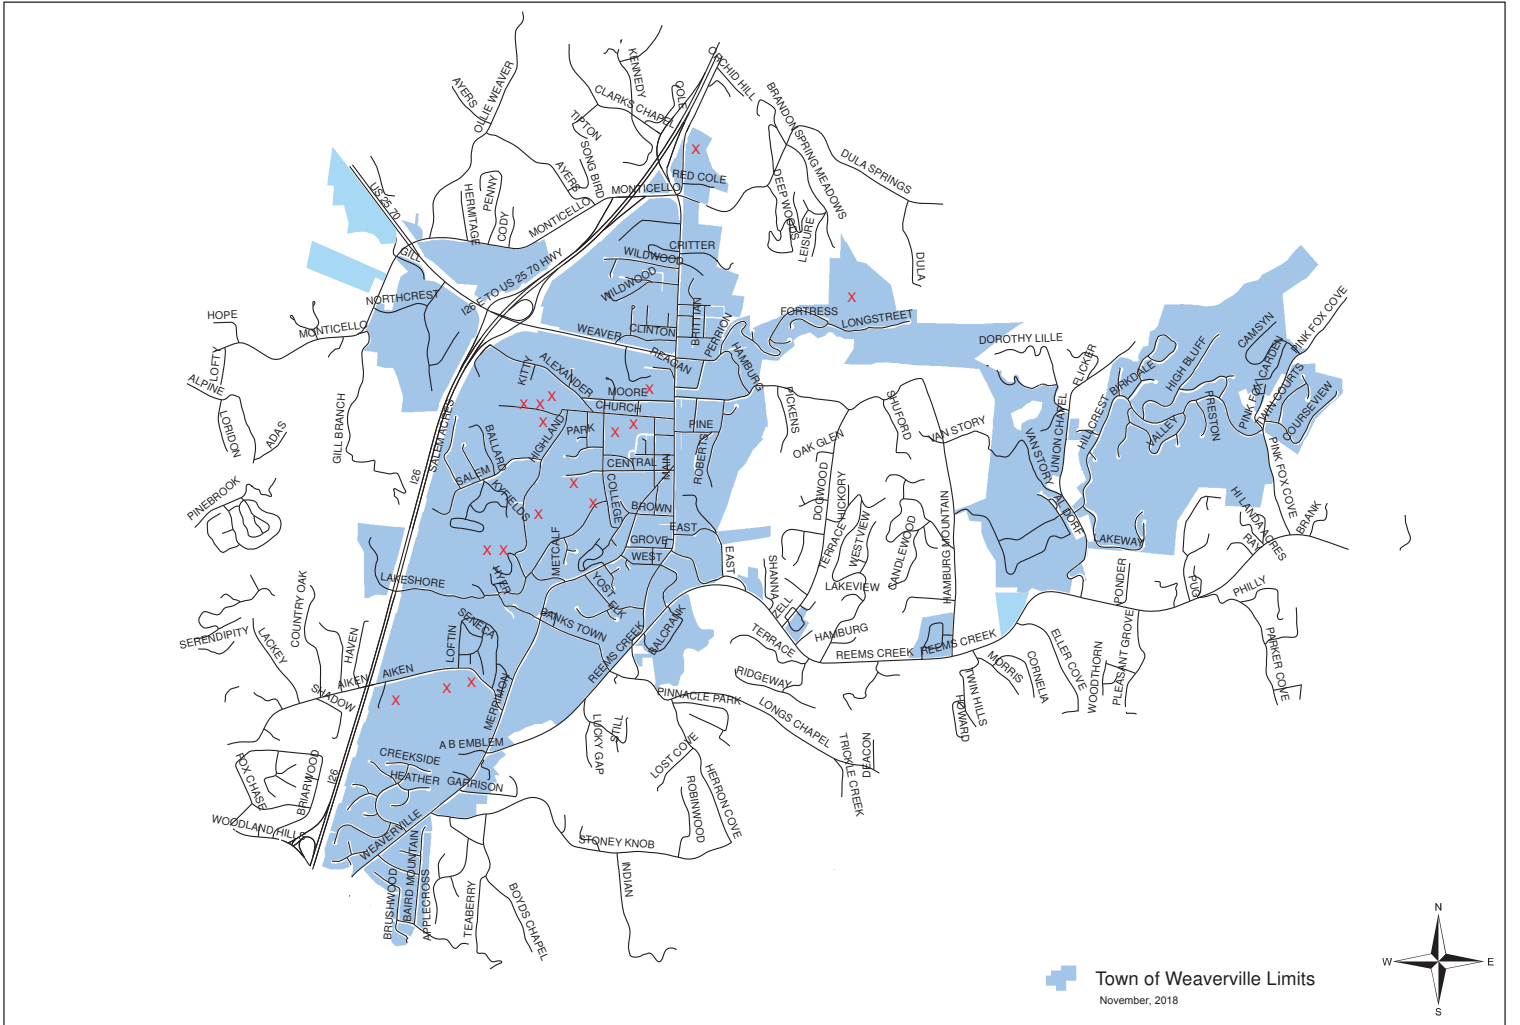 ORCHID HILL
KENNEDY
AYERS
OLLIE WEAVER
CLARKS CHAPEL
COLE
BRANDON
SPRING MEADOWS
TIPTON
SONG BIRD
AYERS
DULA SPRINGS
X
RED COLE
MONTICELLO
DEEP WOODS
LEISURE
US 25 70
HERMITAGE
PENNY
CODY
MONTICELLO
GILL
CRITTER
WILDWOOD
WILDWOOD
DULA
I26 E TO US 25 70 HWY
NORTHCREST
X
FORTRESS
LONGSTREET
HOPE
MONTICELLO
WEAVER
CLINTON
BRITTIAN
PERRION
HAMBURG
REAGAN
DOROTHY LILLE
FLICKER
CAMSYN
PINK FOX COVE
LOFTY
ALPINE
LORIDON
ADAS
GILL BRANCH
KITTY
ALEXANDER
MOORE
X
CHURCH
X
X
X
X
HIGHLAND
PARK
X
X
PINE
PICKENS
OAK GLEN
SHUFORD
VAN STORY
VAN STORY
UNION CHAPEL
HILLCREST
BIRKDALE
HIGH BLUFF
VALLEY
PRESTON
PINK FOX
CARDEN
TWIN COURTS
COURSEVIEW
PINK FOX COVE
SALEM ACRES
I26
BALLARD
SALEM
KYFIELDS
CENTRAL
MAIN
ROBERTS
COLLEGE
X
X
X
BROWN
EAST
GROVE
WEST
EAST
METCALF
X
X
HYER
YOST
ELK
PINEBROOK
DOGWOOD
TERRACE
HICKORY
WESTVIEW
CANDLEWOOD
HAMBURG MOUNTAIN
LAKEVIEW
SHANNA
ZELL
HAMBURG
TERRACE
ALDORF
LAKEWAY
HI LANDA ACRES
RAY
BRANK
PONDER
PUG
PHILLY
PARKER COVE
LAKESHORE
COUNTRY OAK
SERENDIPITY
LACKEY
HAVEN
SENECA
LOFTIN
BANKS TOWN
REEMS CREEK
BALCRANK
REEMS CREEK
REEMS CREEK
MORRIS
CORNELIA
ELLER COVE
WOODTHORN
PLEASANT GROVE
TWIN HILLS
HOWARD
AIKEN
AIKEN
SHADOW
X
X
X
MERRIMON
RIDGEWAY
PINNACLE PARK
LONGS CHAPEL
TRICKLE CREEK
DEACON
LUCKY GAP
STILL
LOST COVE
HERRON COVE
ROBINWOOD
A B EMBLEM
CREEKSIDE
HEATHER
GARRISON
FOX CHASE
BRIARWOOD
I26
WOODLAND HILLS
WEAVERVILLE
STONEY KNOB
INDIAN
BRUSHWOOD
BAIRD MOUNTAIN
APPLECROSS
TEABERRY
BOYDS CHAPEL
N
W
E
S
Town of Weaverville Limits
November, 2018